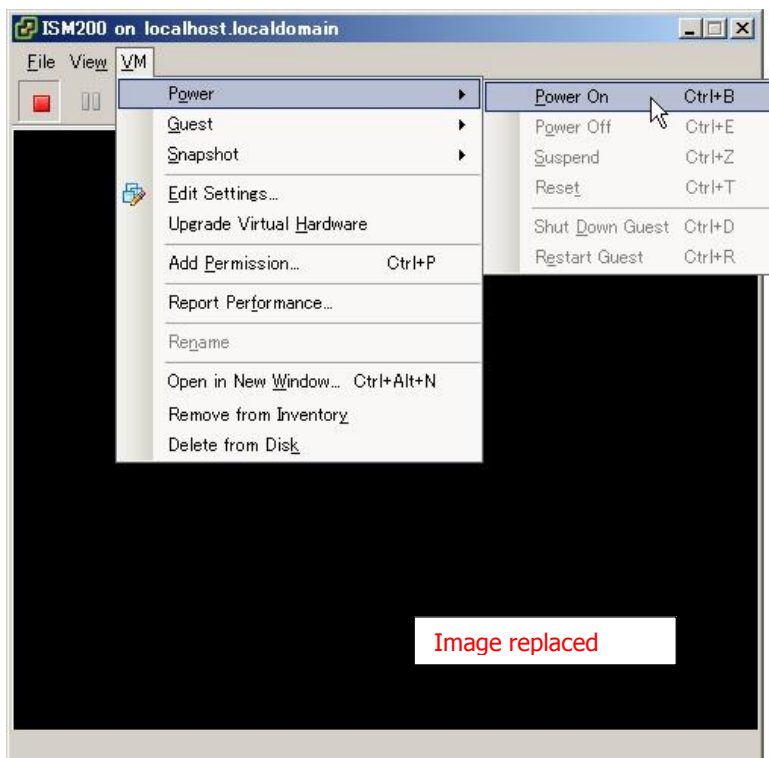 ISM200 on localhost.localdomain
File View VM
Power
Guest
Snapshot
Edit Settings...
Upgrade Virtual Hardware
Add Permission... Ctrl+P
Report Performance...
Rename
Open in New Window... Ctrl+Alt+N
Remove from Inventory
Delete from Disk
Power On Ctrl+B
Power Off Ctrl+E
Suspend Ctrl+Z
Reset Ctrl+T
Shut Down Guest Ctrl+D
Restart Guest Ctrl+R
Image replaced